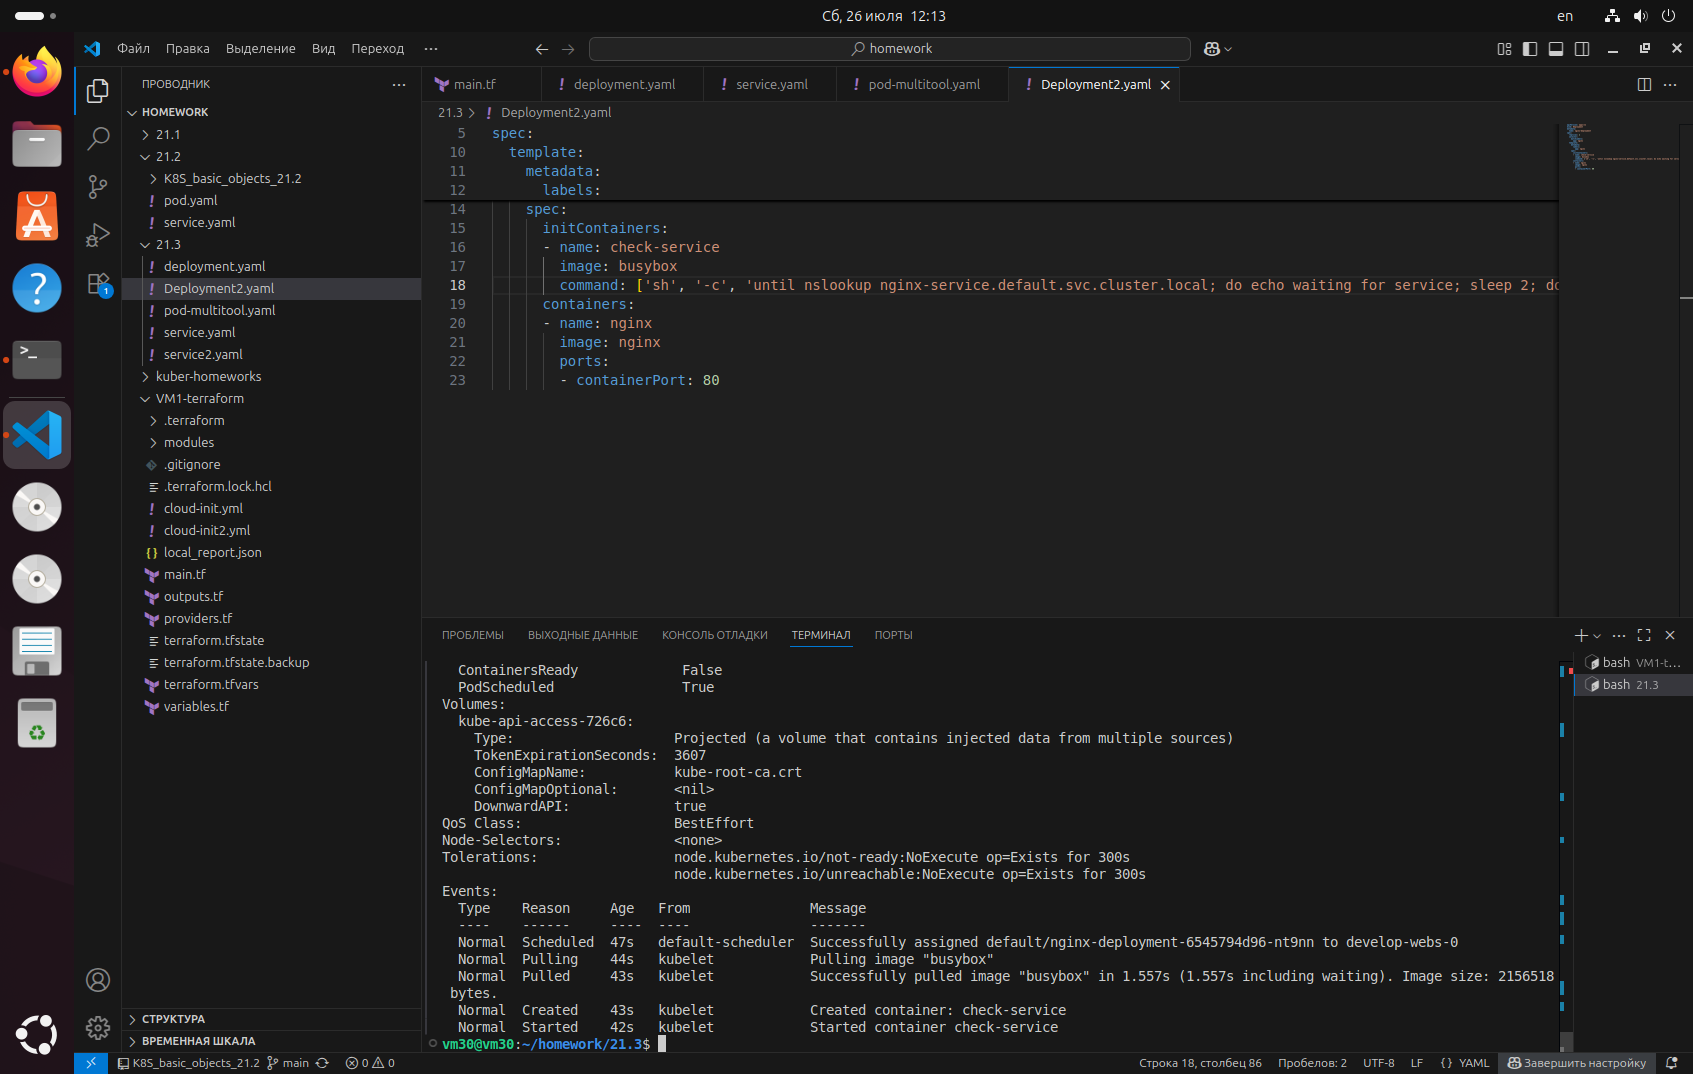 Сб, 26 июля 12:13
en
Файл Правка Выделение Вид Переход ···
homework
ПРОВОДНИК
HOMEWORK
21.1
21.2
K8S_basic_objects_21.2
! pod.yaml
! service.yaml
21.3
! deployment.yaml
! Deployment2.yaml
! pod-multitool.yaml
! service.yaml
! service2.yaml
kuber-homeworks
VM1-terraform
.terraform
modules
.gitignore
.terraform.lock.hcl
! cloud-init.yml
! cloud-init2.yml
{} local_report.json
main.tf
outputs.tf
providers.tf
terraform.tfstate
terraform.tfstate.backup
terraform.tfvars
variables.tf
СТРУКТУРА
ВРЕМЕННАЯ ШКАЛА
1
main.tf ! deployment.yaml ! service.yaml ! pod-multitool.yaml ! Deployment2.yaml
21.3 > ! Deployment2.yaml
5 spec:
10 template:
11 metadata:
12 labels:
14 spec:
15 initContainers:
16 - name: check-service
17 image: busybox
18 command: ['sh', '-c', 'until nslookup nginx-service.default.svc.cluster.local; do echo waiting for service; sleep 2; do
19 containers:
20 - name: nginx
21 image: nginx
22 ports:
23 - containerPort: 80
ПРОБЛЕМЫ ВЫХОДНЫЕ ДАННЫЕ КОНСОЛЬ ОТЛАДКИ ТЕРМИНАЛ ПОРТЫ
bash VM1-t...
bash 21.3
ContainersReady False
PodScheduled True
Volumes:
kube-api-access-726c6:
Type: Projected (a volume that contains injected data from multiple sources)
TokenExpirationSeconds: 3607
ConfigMapName: kube-root-ca.crt
ConfigMapOptional: <nil>
DownwardAPI: true
QoS Class: BestEffort
Node-Selectors: <none>
Tolerations: node.kubernetes.io/not-ready:NoExecute op=Exists for 300s
node.kubernetes.io/unreachable:NoExecute op=Exists for 300s
Events:
Type Reason Age From Message
---- ------ ---- ---- -------
Normal Scheduled 47s default-scheduler Successfully assigned default/nginx-deployment-6545794d96-nt9nn to develop-webs-0
Normal Pulling 44s kubelet Pulling image "busybox"
Normal Pulled 43s kubelet Successfully pulled image "busybox" in 1.557s (1.557s including waiting). Image size: 2156518
bytes.
Normal Created 43s kubelet Created container: check-service
Normal Started 42s kubelet Started container check-service
vm30@vm30:~/homework/21.3$
K8S_basic_objects_21.2 main 0 0 Строка 18, столбец 86 Пробелов: 2 UTF-8 LF {} YAML Завершить настройку